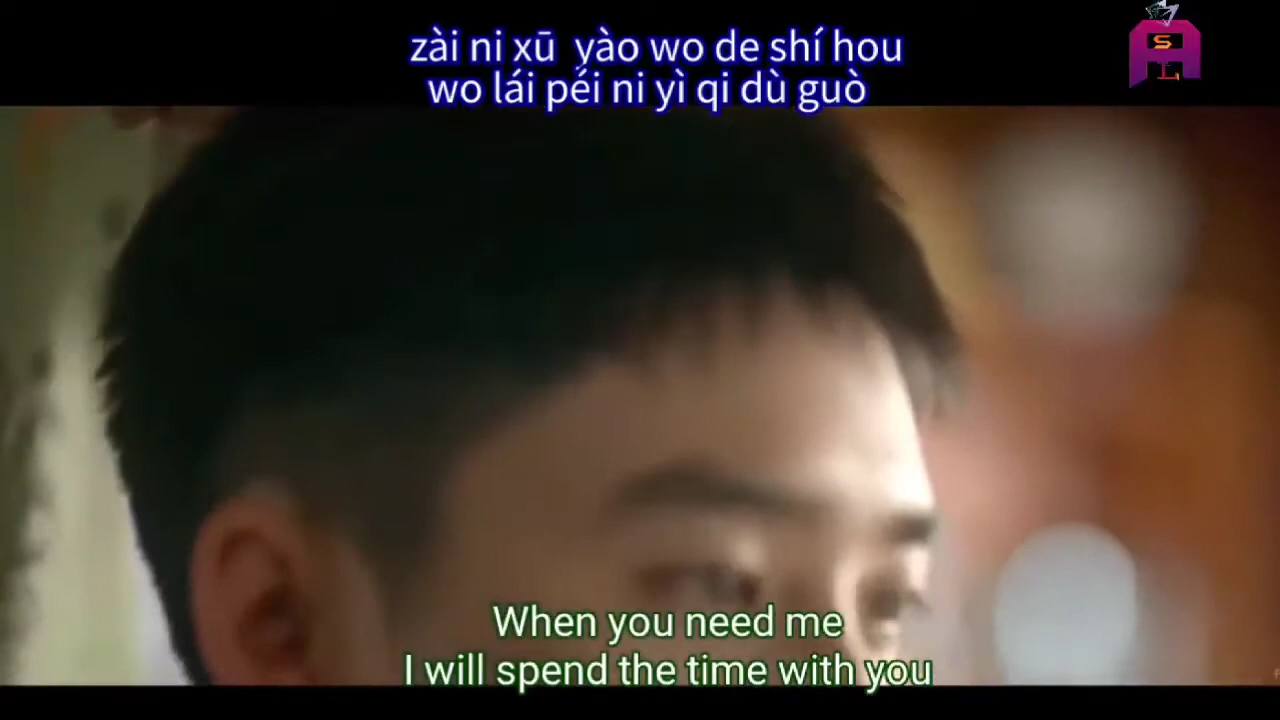 zài ni xū yào wo de shí hou
wo lái péi ni yì qi dù guò
S
L
When you need me
I will spend the time with you